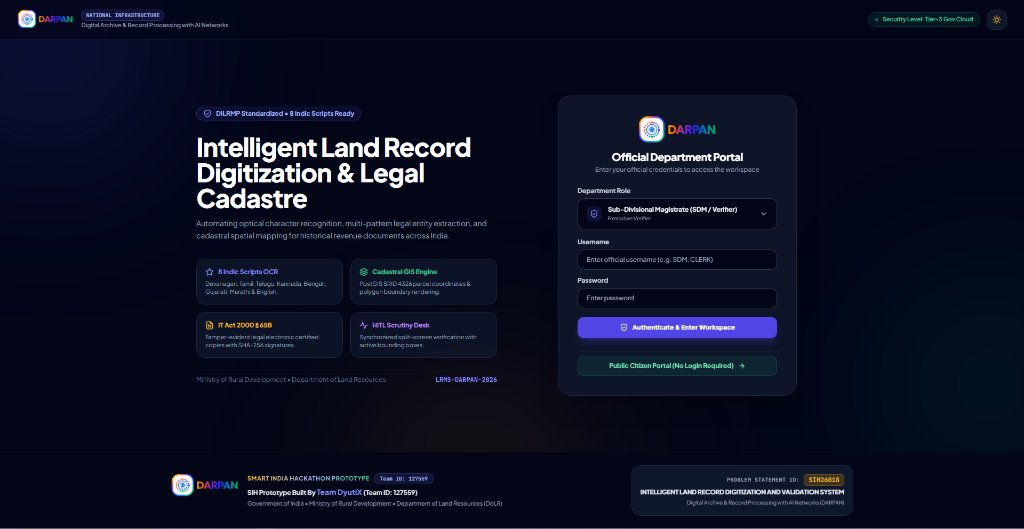 DARPAN
NATIONAL INFRASTRUCTURE
Digital Archive & Record Processing with AI Networks
Security Level: Tier-3 Gov Cloud
DILRMP Standardized • 8 Indic Scripts Ready
Intelligent Land Record
Digitization & Legal
Cadastre
Automating optical character recognition, multi-pattern legal entity extraction, and
cadastral spatial mapping for historical revenue documents across India.
8 Indic Scripts OCR
Devanagari, Tamil, Telugu, Kannada, Bengali,
Gujarati, Marathi & English.
Cadastral GIS Engine
PostGIS SRID 4326 parcel coordinates &
polygon boundary rendering.
IT Act 2000 § 65B
Tamper-evident legal electronic certified
copies with SHA-256 signatures.
HITL Scrutiny Desk
Synchronized split-screen verification with
active bounding boxes.
Ministry of Rural Development • Department of Land Resources
LRMS-DARPAN-2026
DARPAN
Official Department Portal
Enter your official credentials to access the workspace
Department Role
Sub-Divisional Magistrate (SDM / Verifier)
Executive Verifier
Username
Enter official username (e.g. SDM, CLERK)
Password
Enter password
Authenticate & Enter Workspace
Public Citizen Portal (No Login Required) →
DARPAN
SMART INDIA HACKATHON PROTOTYPE
Team ID: 127559
SIH Prototype Built By Team DyutiX (Team ID: 127559)
Government of India • Ministry of Rural Development • Department of Land Resources (DoLR)
PROBLEM STATEMENT ID: SIH26018
INTELLIGENT LAND RECORD DIGITIZATION AND VALIDATION SYSTEM
Digital Archive & Record Processing with AI Networks (DARPAN)